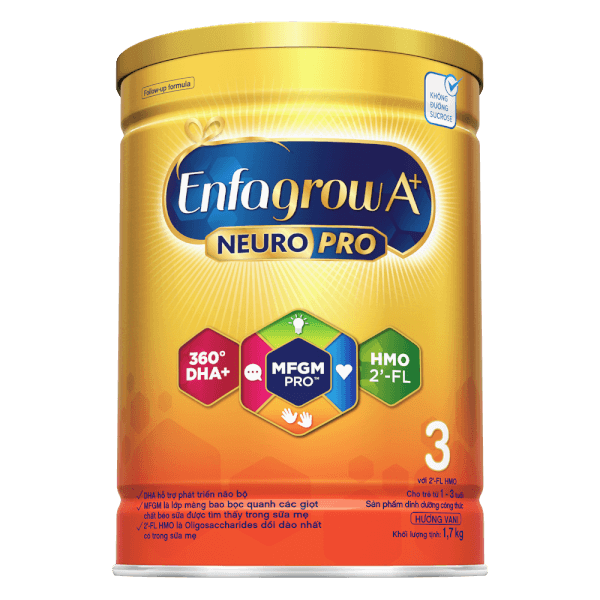 Follow-up formula
KHÔNG
ĐƯỜNG
SUCROSE
Enfagrow A+
NEURO PRO
360°
DHA+
MFGM
PRO™
HMO
2'-FL
3
với 2'-FL HMO
Cho trẻ từ 1 - 3 tuổi
Sản phẩm dinh dưỡng công thức
HƯƠNG VANI
Khối lượng tịnh: 1,7 kg
DHA hỗ trợ phát triển não bộ
MFGM là lớp màng bao bọc quanh các giọt
chất béo sữa được tìm thấy trong sữa mẹ
2'-FL HMO là Oligosaccharides dồi dào nhất
có trong sữa mẹ